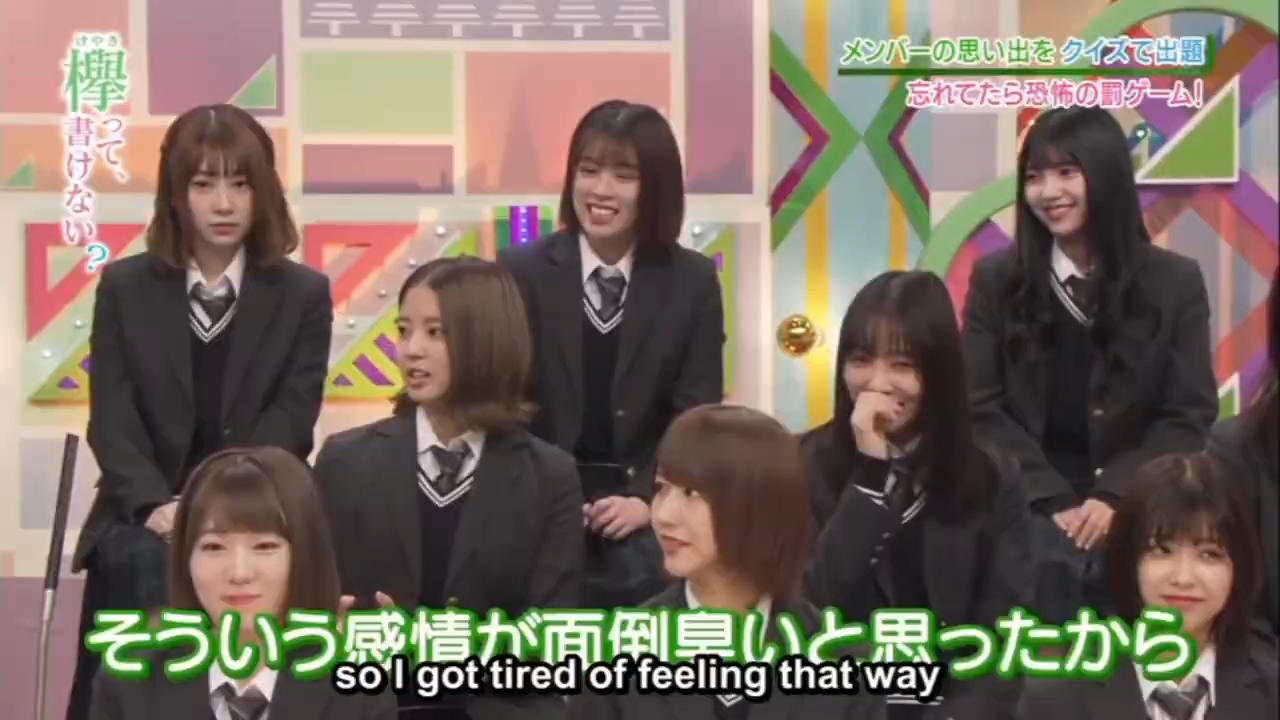 けやき
欅って、
書けない？
メンバーの思い出を クイズで出題
忘れてたら恐怖の罰ゲーム!
そういう感情が面倒臭いと思ったから
so I got tired of feeling that way